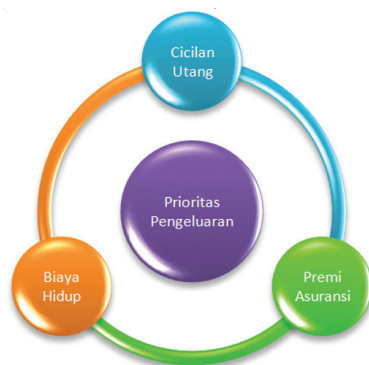 Cicilan
Utang
Prioritas
Pengeluaran
Biaya
Hidup
Premi
Asuransi